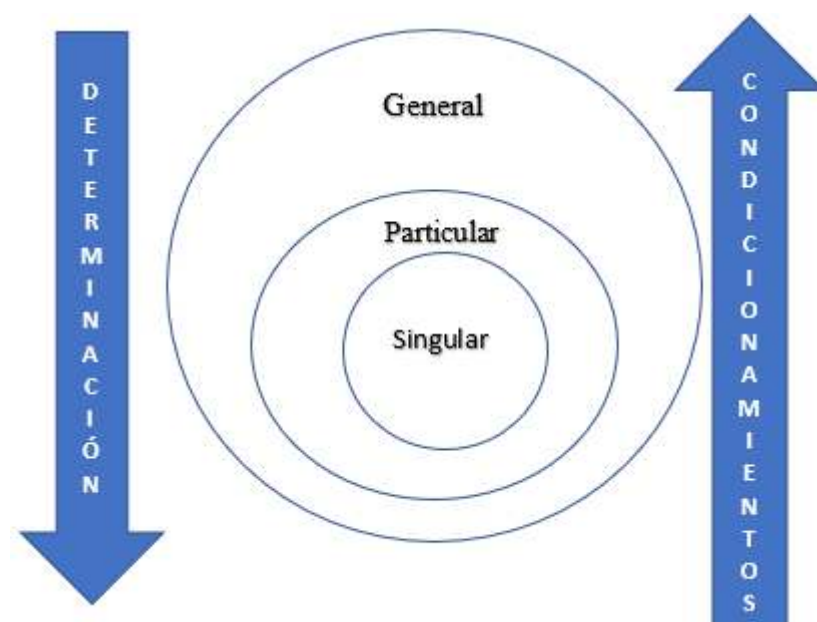 DETERMINACIÓN
General
Particular
Singular
CONDICIONAMIENTOS